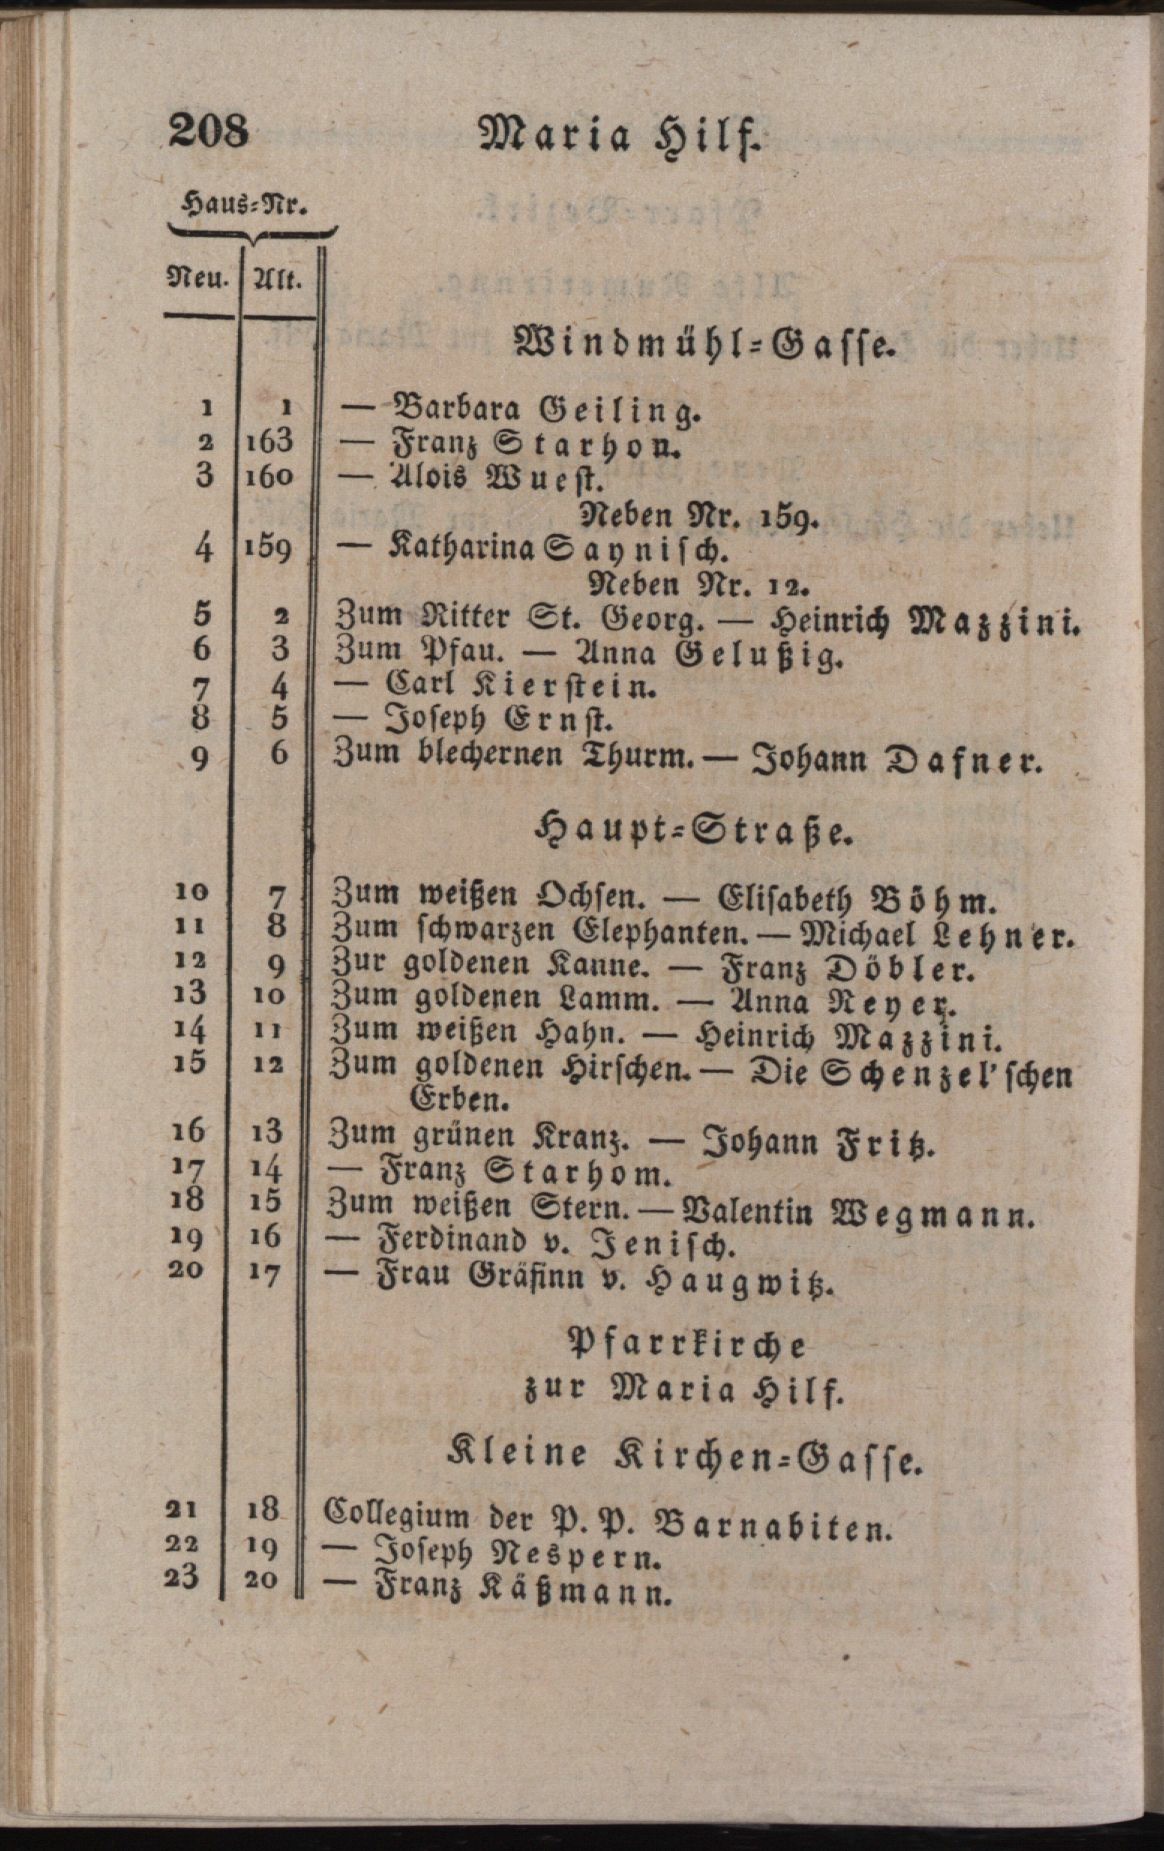 208 Maria Hilf.
Haus-Nr.
Neu. Alt.
Windmühl-Gasse.
1 1 — Barbara Geiling.
2 163 — Franz Starhon.
3 160 — Alois Wuest.
Neben Nr. 159.
4 159 — Katharina Saynisch.
Neben Nr. 12.
5 2 Zum Ritter St. Georg. — Heinrich Mazzini.
6 3 Zum Pfau. — Anna Gelußig.
7 4 — Carl Kierstein.
8 5 — Joseph Ernst.
9 6 Zum blechernen Thurm. — Johann Dafner.
Haupt-Straße.
10 7 Zum weißen Ochsen. — Elisabeth Böhm.
11 8 Zum schwarzen Elephanten. — Michael Lehner.
12 9 Zur goldenen Kanne. — Franz Döbler.
13 10 Zum goldenen Lamm. — Anna Neyer.
14 11 Zum weißen Hahn. — Heinrich Mazzini.
15 12 Zum goldenen Hirschen. — Die Schenzel'schen
Erben.
16 13 Zum grünen Kranz. — Johann Fritz.
17 14 — Franz Starhom.
18 15 Zum weißen Stern. — Valentin Wegmann.
19 16 — Ferdinand v. Jenisch.
20 17 — Frau Gräfinn v. Haugwitz.
Pfarrkirche
zur Maria Hilf.
Kleine Kirchen-Gasse.
21 18 Collegium der P. P. Barnabiten.
22 19 — Joseph Nespern.
23 20 — Franz Käßmann.